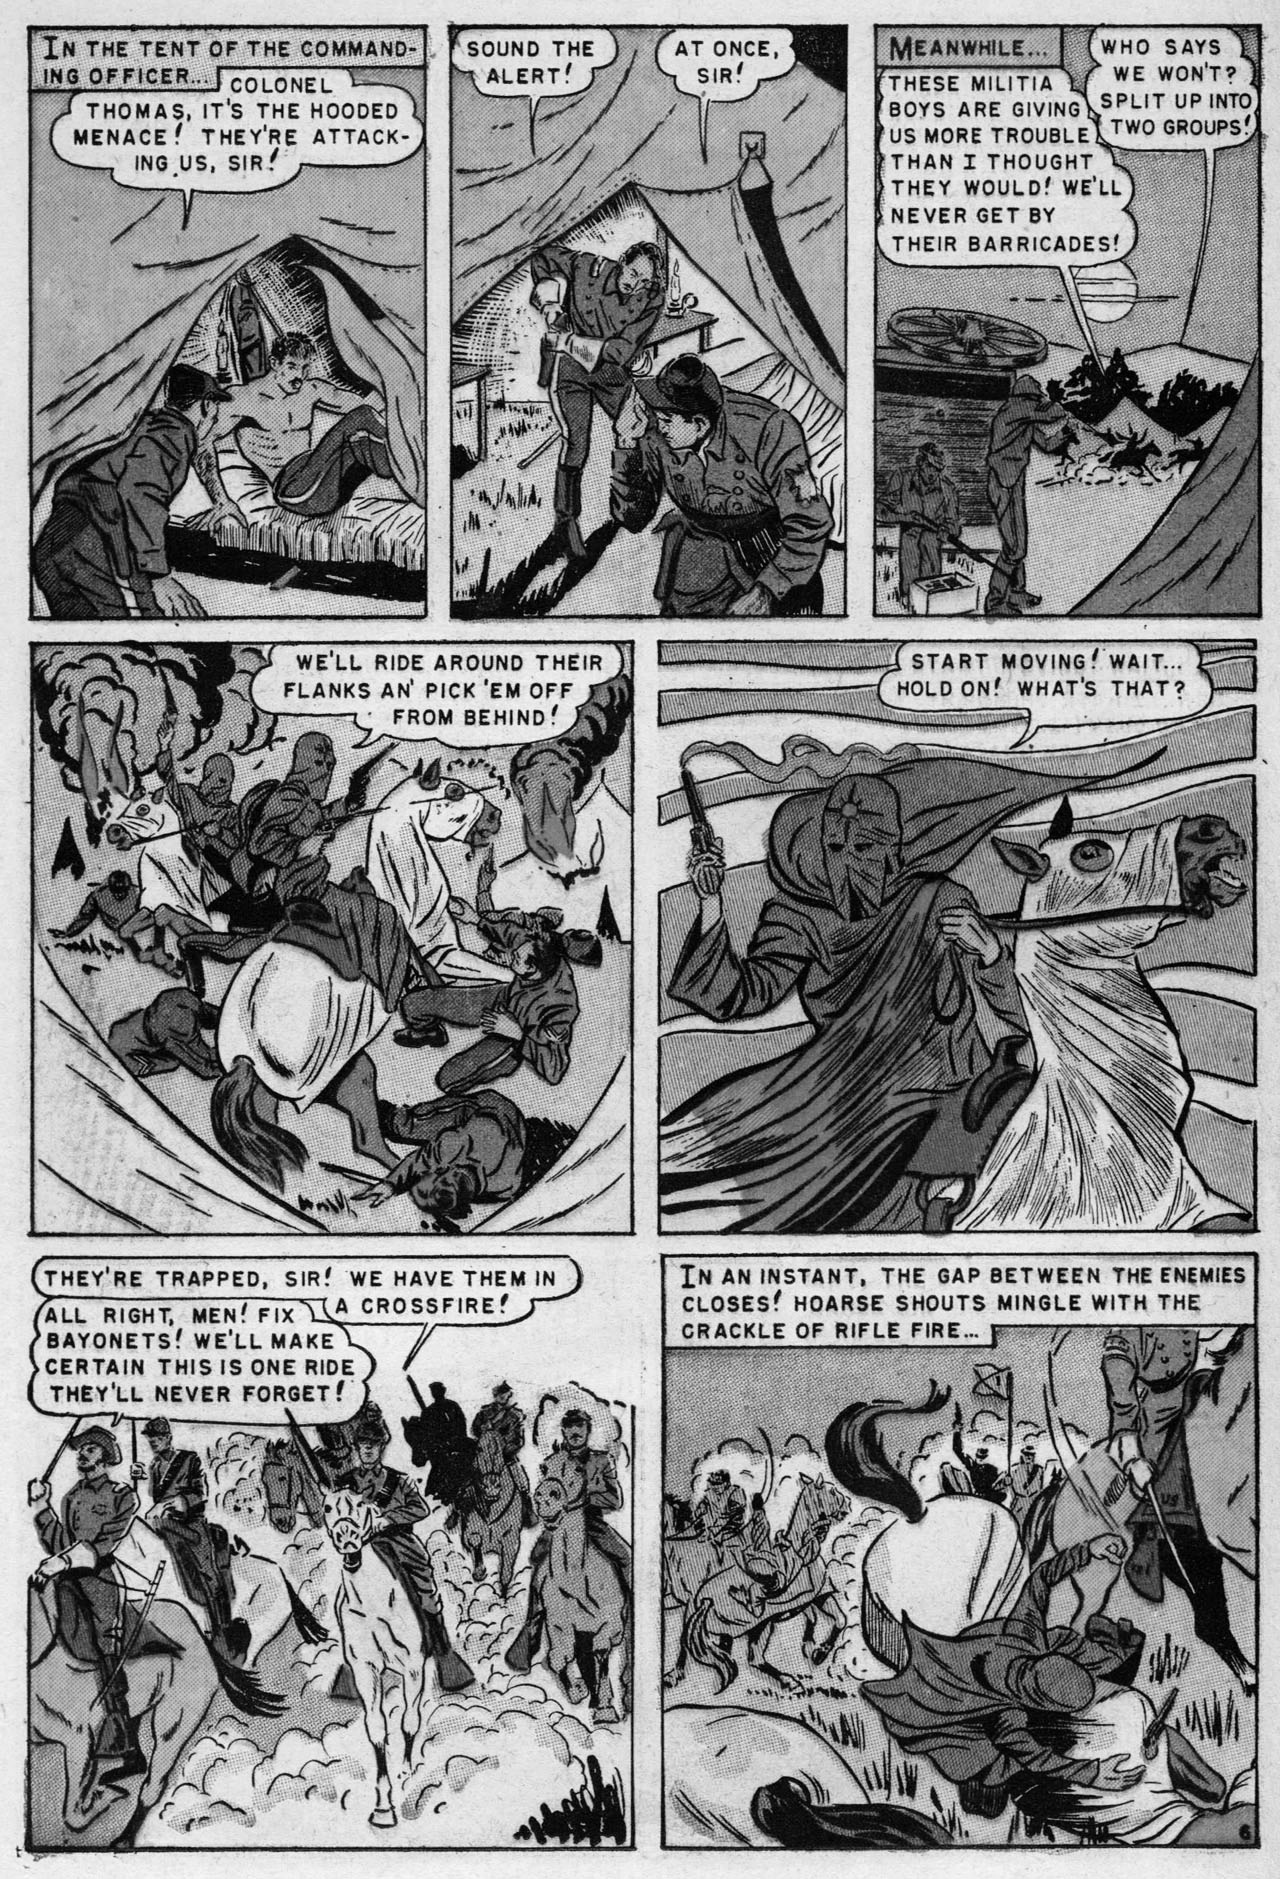 IN THE TENT OF THE COMMAND-
ING OFFICER...
COLONEL
THOMAS, IT'S THE HOODED
MENACE! THEY'RE ATTACK-
ING US, SIR!
SOUND THE
ALERT!
AT ONCE,
SIR!
MEANWHILE...
THESE MILITIA
BOYS ARE GIVING
US MORE TROUBLE
THAN I THOUGHT
THEY WOULD! WE'LL
NEVER GET BY
THEIR BARRICADES!
WHO SAYS
WE WON'T?
SPLIT UP INTO
TWO GROUPS!
WE'LL RIDE AROUND THEIR
FLANKS AN' PICK 'EM OFF
FROM BEHIND!
START MOVING! WAIT...
HOLD ON! WHAT'S THAT?
THEY'RE TRAPPED, SIR! WE HAVE THEM IN
A CROSSFIRE!
ALL RIGHT, MEN! FIX
BAYONETS! WE'LL MAKE
CERTAIN THIS IS ONE RIDE
THEY'LL NEVER FORGET!
IN AN INSTANT, THE GAP BETWEEN THE ENEMIES
CLOSES! HOARSE SHOUTS MINGLE WITH THE
CRACKLE OF RIFLE FIRE...
US
6